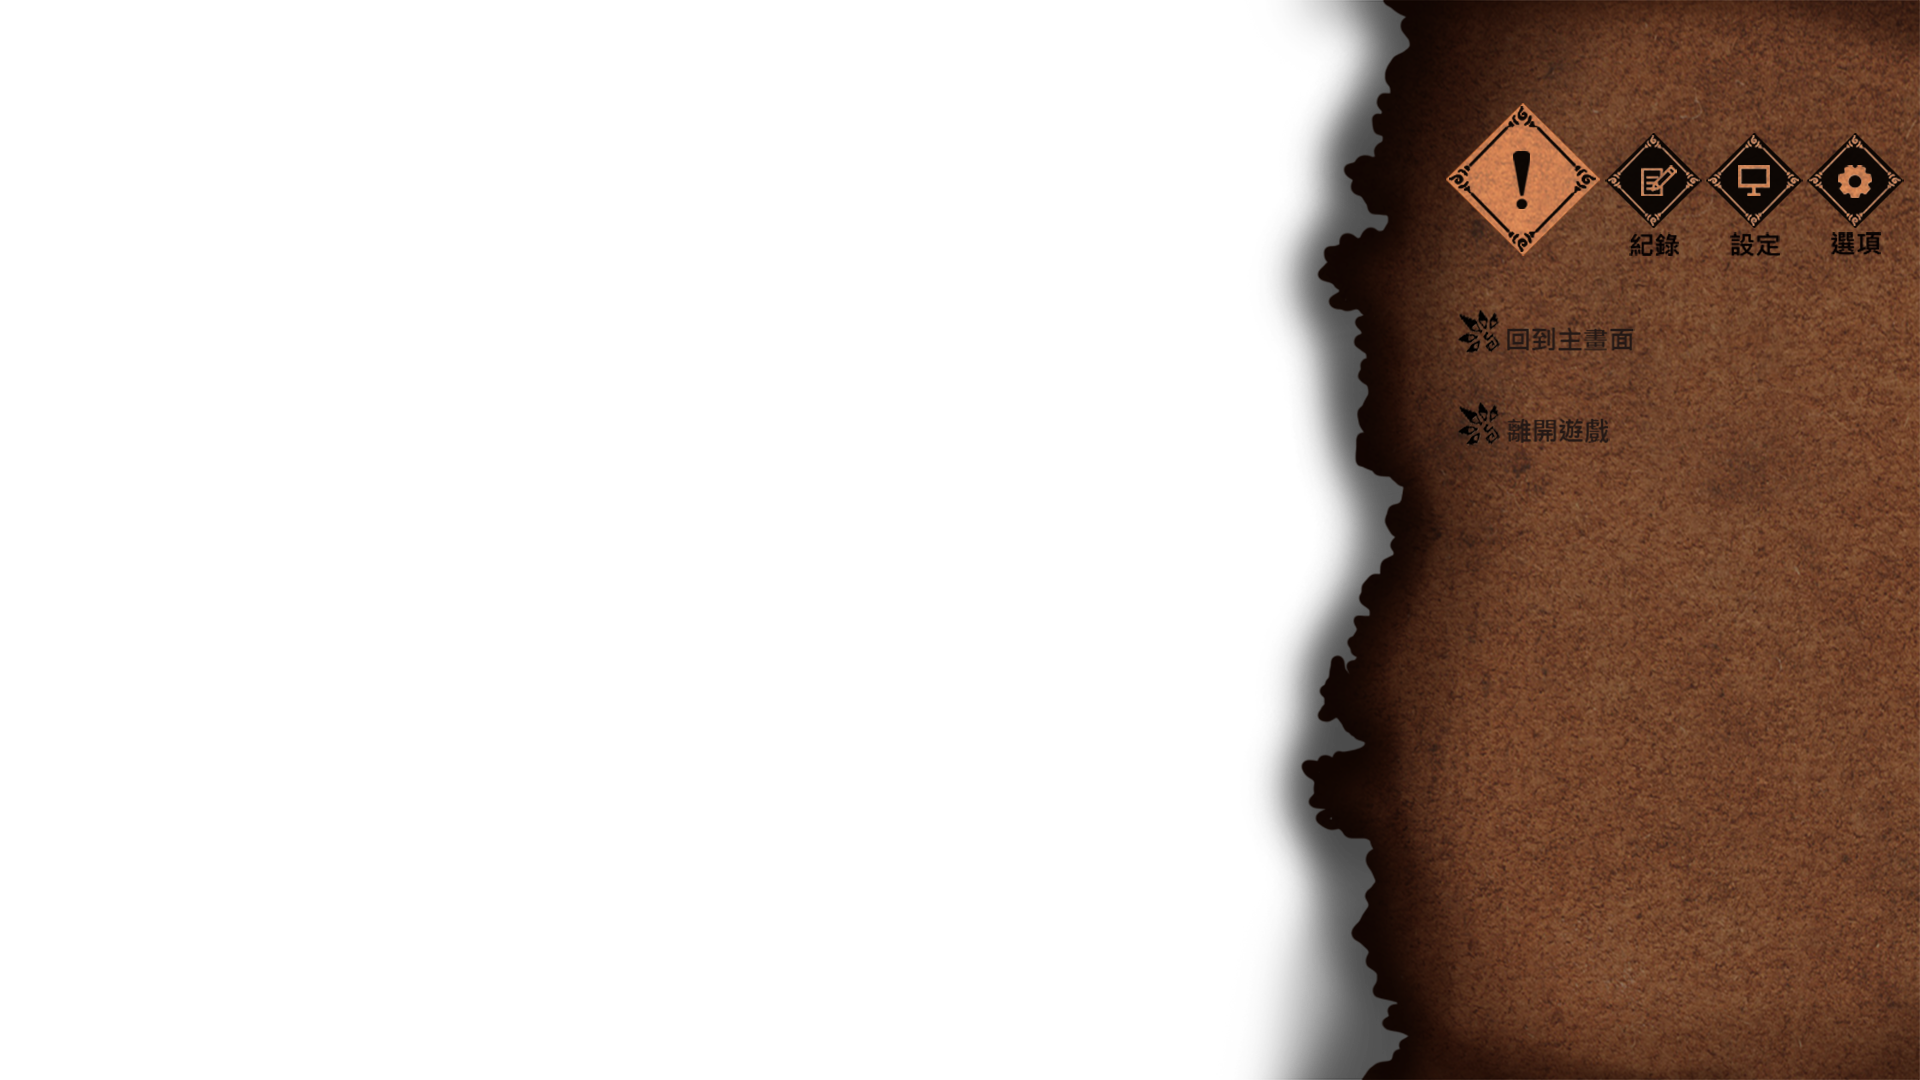 紀錄 設定 選項
回到主畫面
離開遊戲